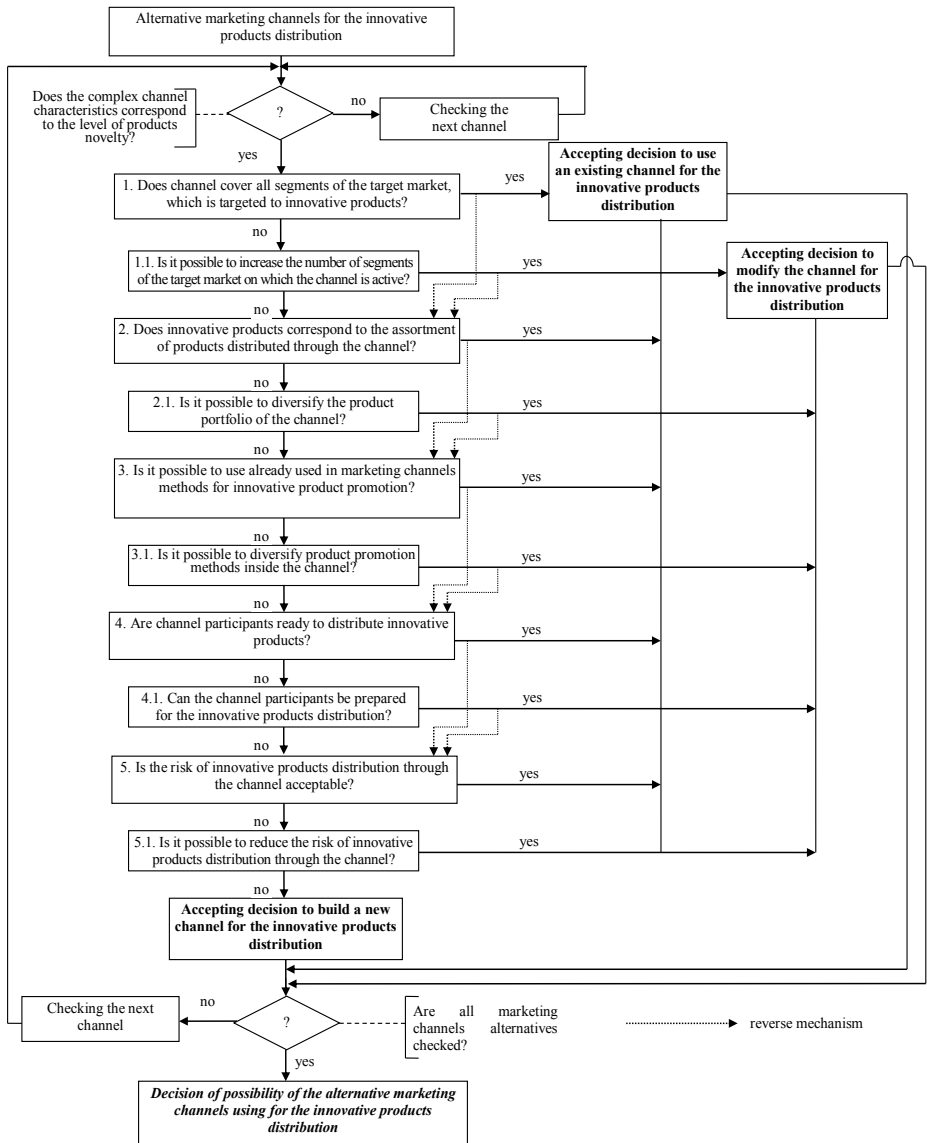 Alternative marketing channels for the innovative
products distribution
Does the complex channel
characteristics correspond
to the level of products
novelty?
?
no
Checking the
next channel
yes
Accepting decision to use
an existing channel for the
innovative products
distribution
1. Does channel cover all segments of the target market,
which is targeted to innovative products?
yes
no
Accepting decision to
modify the channel for
the innovative products
distribution
1.1. Is it possible to increase the number of segments
of the target market on which the channel is active?
yes
no
2. Does innovative products correspond to the assortment
of products distributed through the channel?
yes
no
2.1. Is it possible to diversify the product
portfolio of the channel?
yes
no
3. Is it possible to use already used in marketing channels
methods for innovative product promotion?
yes
no
3.1. Is it possible to diversify product promotion
methods inside the channel?
yes
no
4. Are channel participants ready to distribute innovative
products?
yes
no
4.1. Can the channel participants be prepared
for the innovative products distribution?
yes
no
5. Is the risk of innovative products distribution through
the channel acceptable?
yes
no
5.1. Is it possible to reduce the risk of innovative
products distribution through the channel?
yes
no
Accepting decision to build a new
channel for the innovative products
distribution
Checking the next
channel
no
?
Are all marketing
channels alternatives
checked?
reverse mechanism
yes
Decision of possibility of the alternative marketing
channels using for the innovative products
distribution